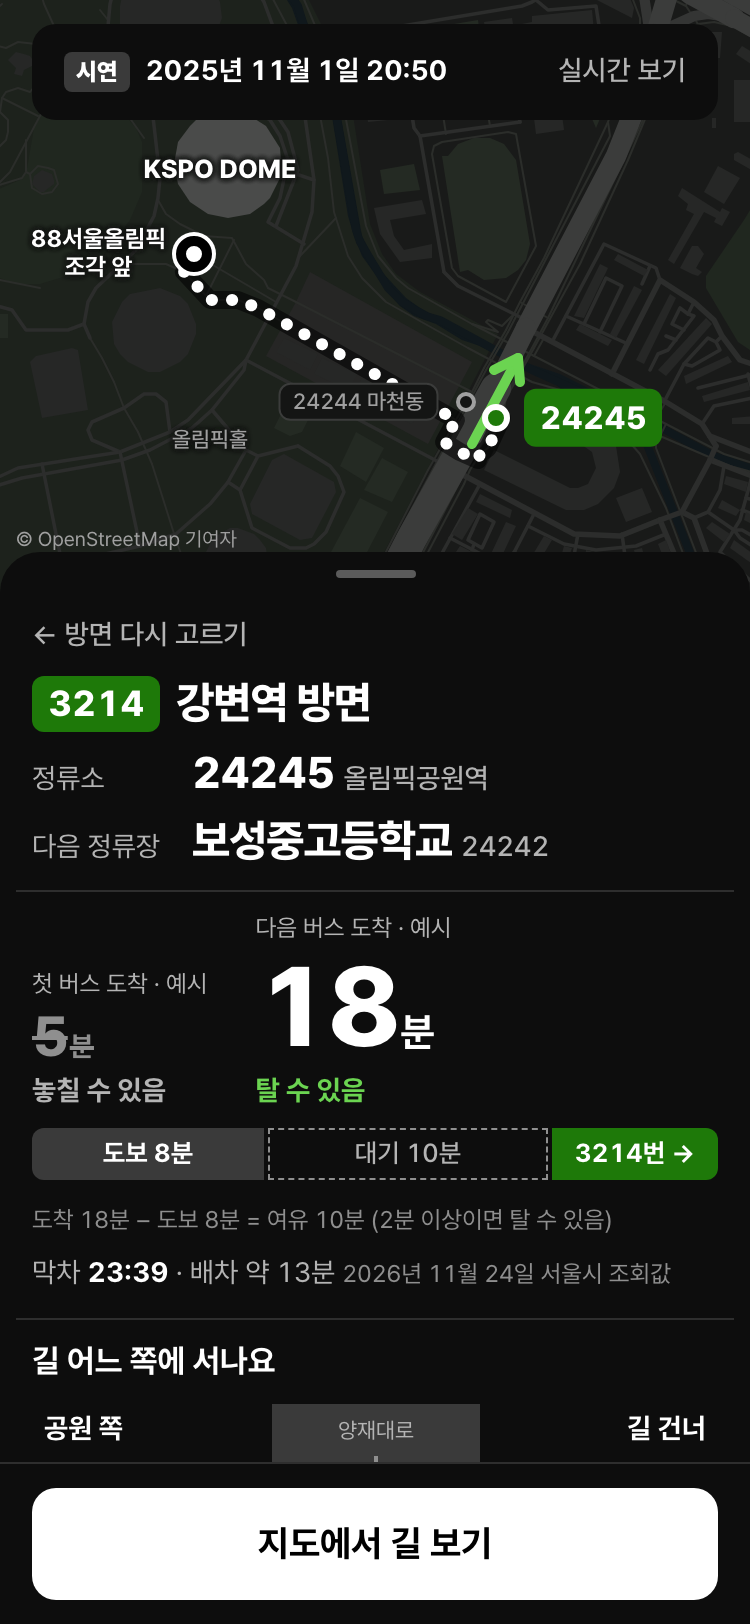 시연 2025년 11월 1일 20:50 실시간 보기
KSPO DOME
88서울올림픽
조각 앞
24244 마천동
24245
올림픽홀
© OpenStreetMap 기여자
← 방면 다시 고르기
3214 강변역 방면
정류소 24245 올림픽공원역
다음 정류장 보성중고등학교 24242
다음 버스 도착 · 예시
첫 버스 도착 · 예시
18분
5분
놓칠 수 있음
탈 수 있음
도보 8분 대기 10분 3214번 →
도착 18분 – 도보 8분 = 여유 10분 (2분 이상이면 탈 수 있음)
막차 23:39 · 배차 약 13분 2026년 11월 24일 서울시 조회값
길 어느 쪽에 서나요
공원 쪽 양재대로 길 건너
지도에서 길 보기